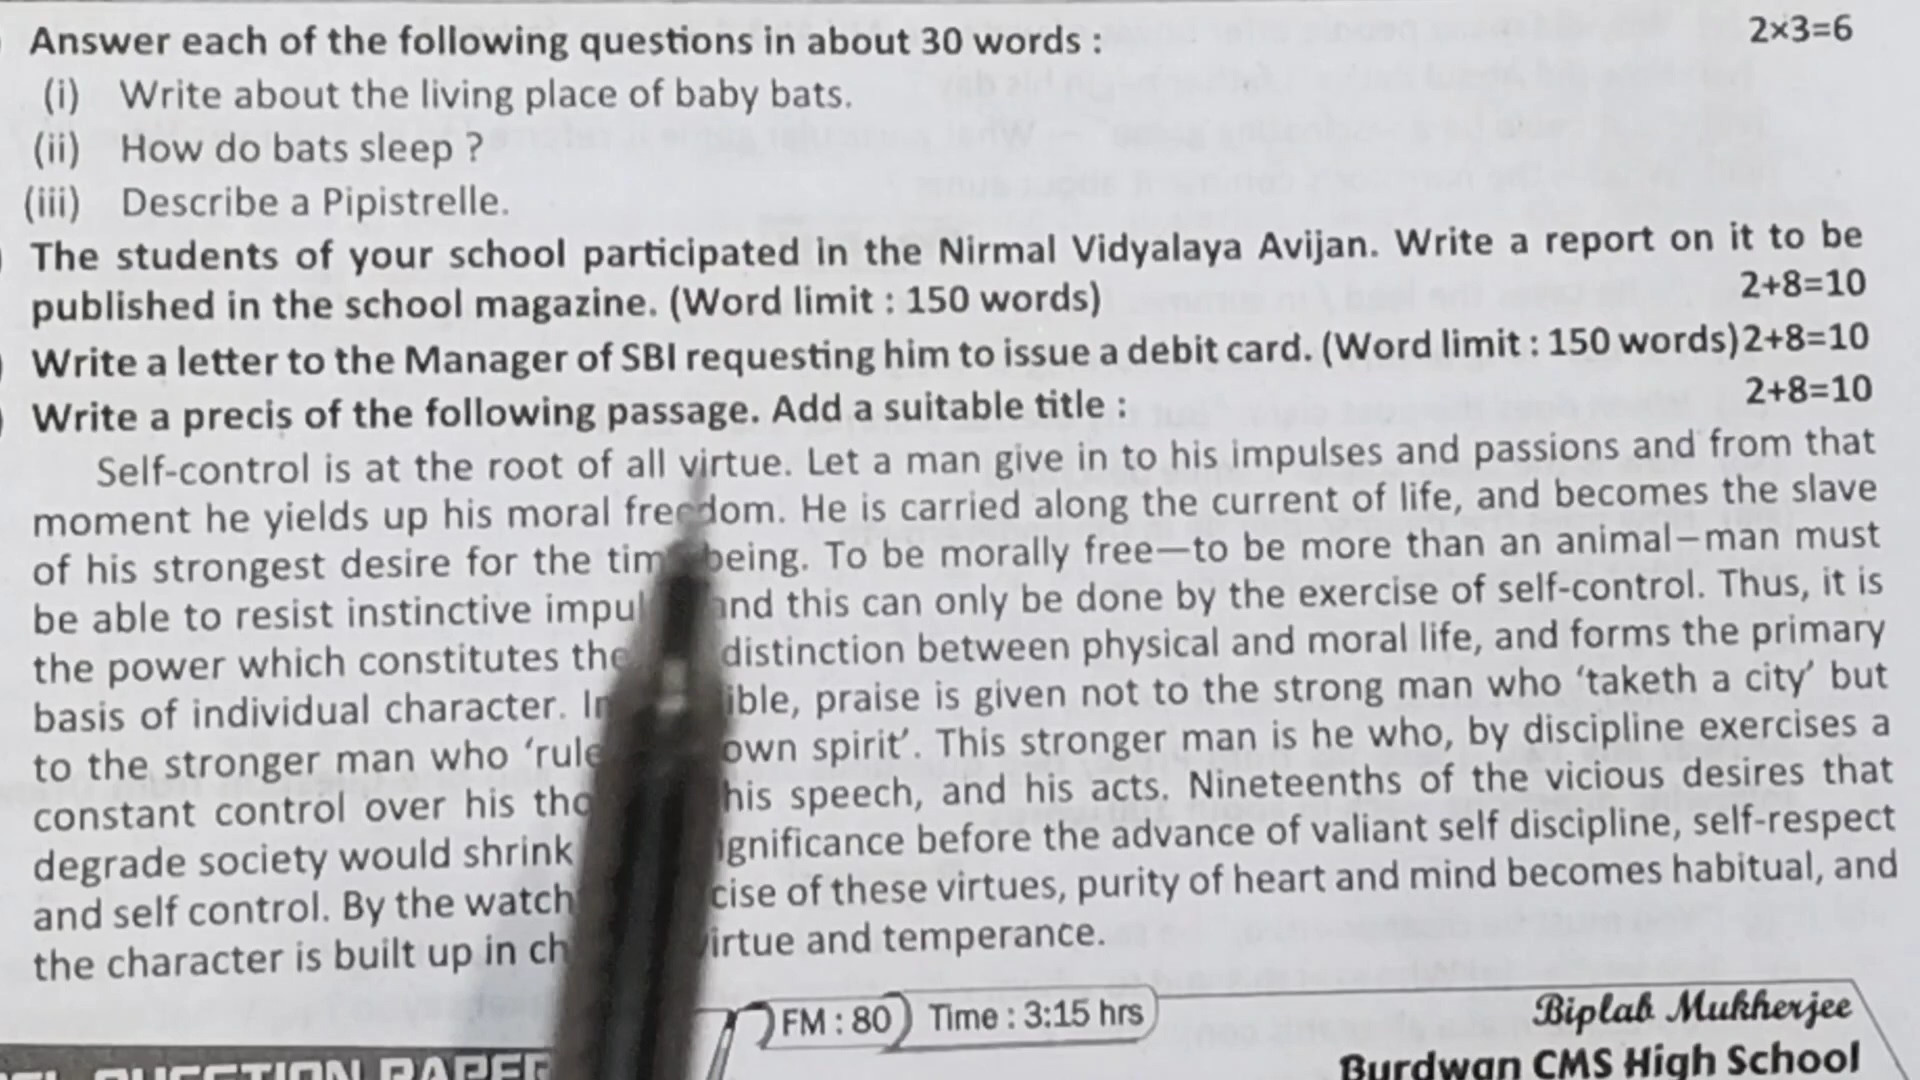 Answer each of the following questions in about 30 words : 2×3=6
(i) Write about the living place of baby bats.
(ii) How do bats sleep ?
(iii) Describe a Pipistrelle.
The students of your school participated in the Nirmal Vidyalaya Avijan. Write a report on it to be
published in the school magazine. (Word limit : 150 words) 2+8=10
Write a letter to the Manager of SBI requesting him to issue a debit card. (Word limit : 150 words) 2+8=10
Write a precis of the following passage. Add a suitable title : 2+8=10
Self-control is at the root of all virtue. Let a man give in to his impulses and passions and from that
moment he yields up his moral freedom. He is carried along the current of life, and becomes the slave
of his strongest desire for the tim being. To be morally free—to be more than an animal—man must
be able to resist instinctive impul and this can only be done by the exercise of self-control. Thus, it is
the power which constitutes the distinction between physical and moral life, and forms the primary
basis of individual character. In ible, praise is given not to the strong man who 'taketh a city' but
to the stronger man who 'rule own spirit'. This stronger man is he who, by discipline exercises a
constant control over his tho his speech, and his acts. Nineteenths of the vicious desires that
degrade society would shrink ignificance before the advance of valiant self discipline, self-respect
and self control. By the watch cise of these virtues, purity of heart and mind becomes habitual, and
the character is built up in ch virtue and temperance.
FM : 80 Time : 3:15 hrs
Biplab Mukherjee
Burdwan CMS High School
QUESTION PAPER